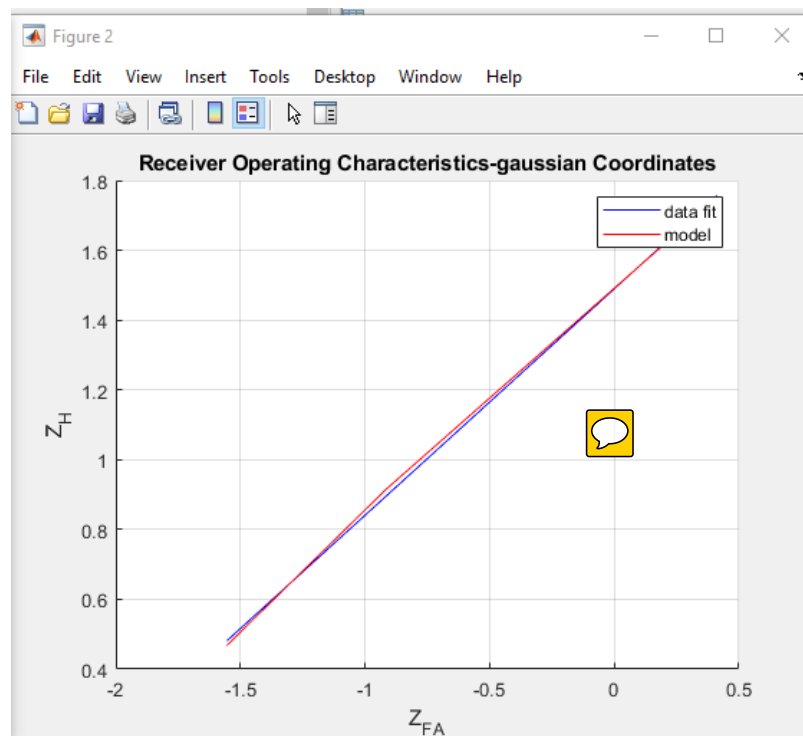 Figure 2
File Edit View Insert Tools Desktop Window Help
Receiver Operating Characteristics-gaussian Coordinates
data fit
model
1.8
1.6
1.4
1.2
1
0.8
0.6
0.4
Z_H
-2 -1.5 -1 -0.5 0 0.5
Z_FA